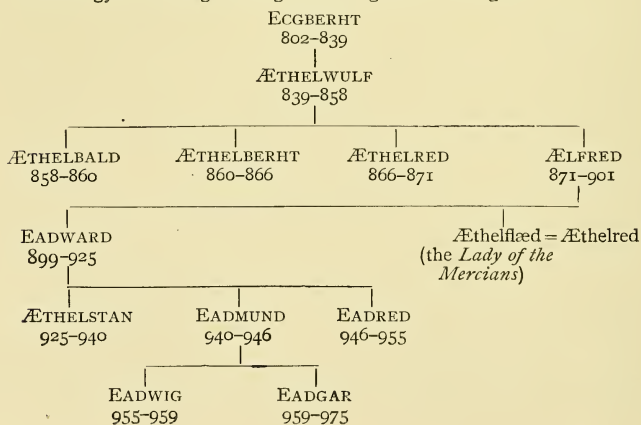 ECGBERHT
802–839
ÆTHELWULF
839–858
ÆTHELBALD ÆTHELBERHT ÆTHELRED ÆLFRED
858–860 860–866 866–871 871–901
EADWARD Æthelflæd = Æthelred
899–925 (the Lady of the
Mercians)
ÆTHELSTAN EADMUND EADRED
925–940 940–946 946–955
EADWIG EADGAR
955–959 959–975